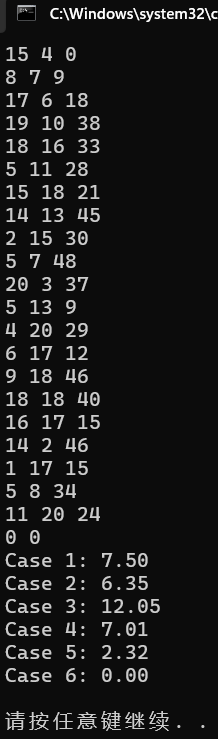 C:\Windows\system32\c
15 4 0
8 7 9
17 6 18
19 10 38
18 16 33
5 11 28
15 18 21
14 13 45
2 15 30
5 7 48
20 3 37
5 13 9
4 20 29
6 17 12
9 18 46
18 18 40
16 17 15
14 2 46
1 17 15
5 8 34
11 20 24
0 0
Case 1: 7.50
Case 2: 6.35
Case 3: 12.05
Case 4: 7.01
Case 5: 2.32
Case 6: 0.00
请按任意键继续. .